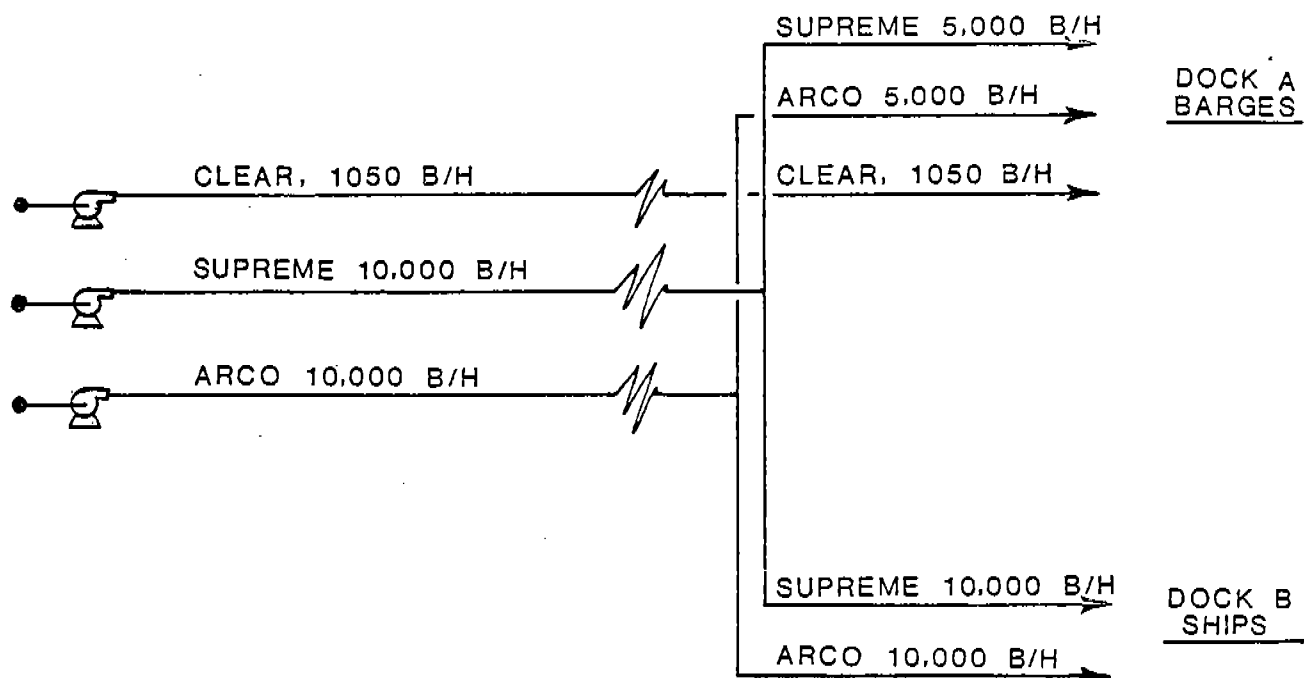 SUPREME 5,000 B/H
DOCK A
BARGES
ARCO 5,000 B/H
CLEAR, 1050 B/H
CLEAR, 1050 B/H
SUPREME 10,000 B/H
ARCO 10,000 B/H
SUPREME 10,000 B/H
DOCK B
SHIPS
ARCO 10,000 B/H